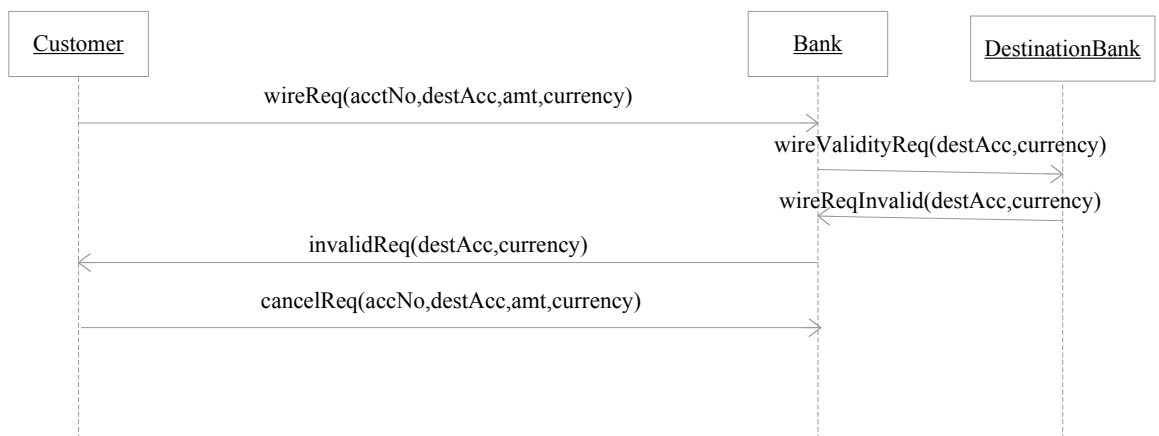 Customer
Bank
DestinationBank
wireReq(acctNo,destAcc,amt,currency)
wireValidityReq(destAcc,currency)
wireReqInvalid(destAcc,currency)
invalidReq(destAcc,currency)
cancelReq(accNo,destAcc,amt,currency)